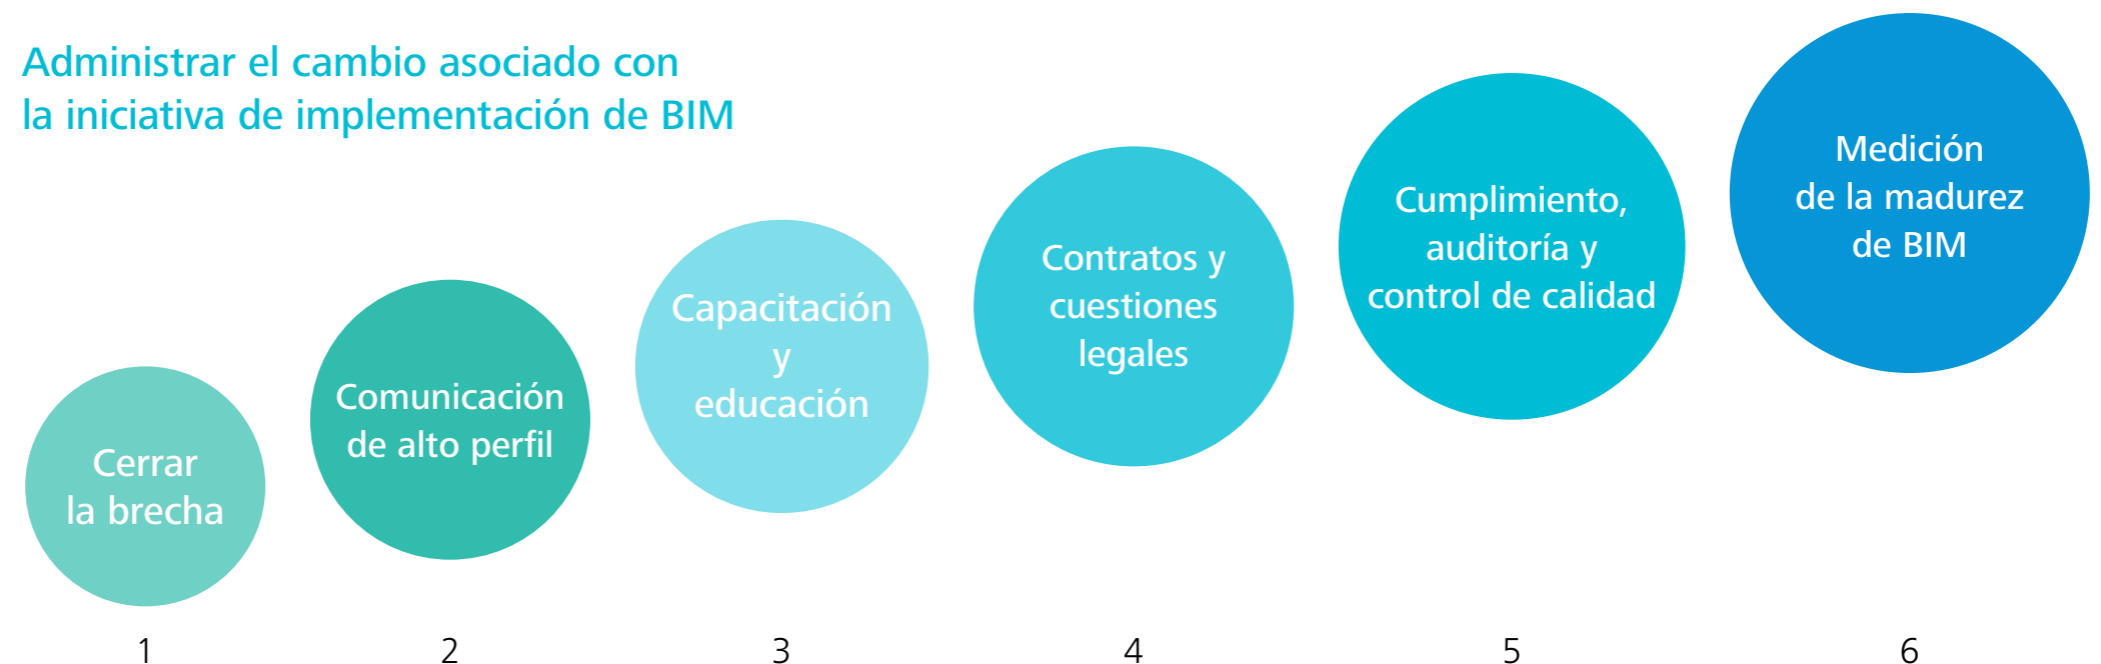 Administrar el cambio asociado con
la iniciativa de implementación de BIM
Cerrar
la brecha
Comunicación
de alto perfil
Capacitación
y
educación
Contratos y
cuestiones
legales
Cumplimiento,
auditoría y
control de calidad
Medición
de la madurez
de BIM
1
2
3
4
5
6